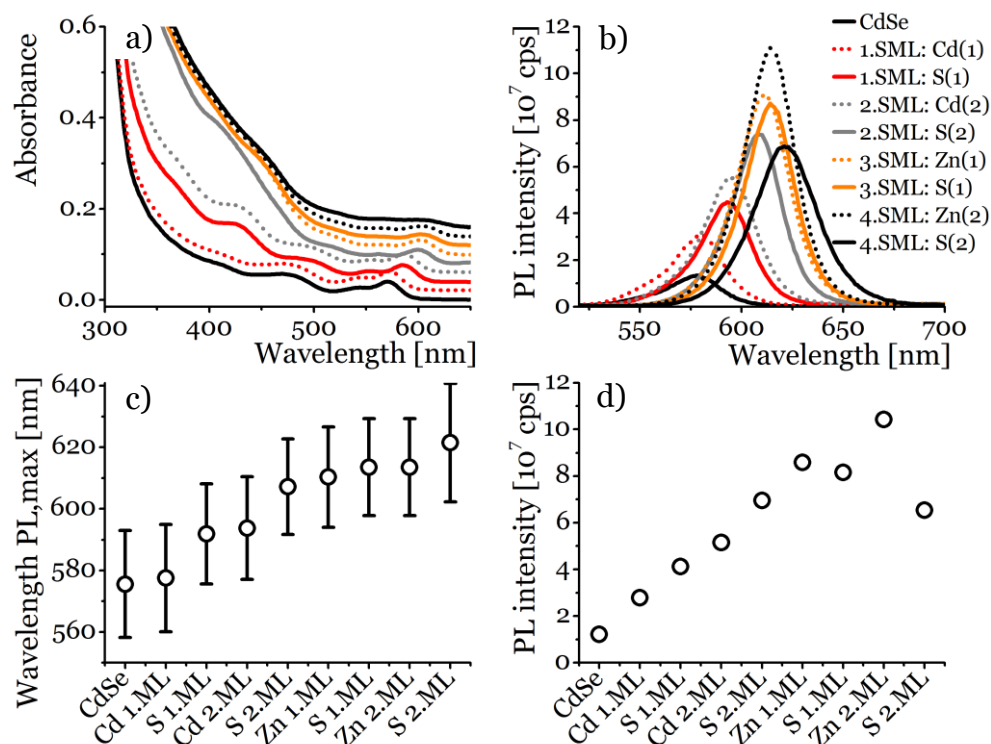 a)
0.6
0.4
0.2
0.0
Absorbance
300
400
500
600
Wavelength [nm]
b)
12
10
8
6
4
2
0
PL intensity [10⁷ cps]
550
600
650
700
Wavelength [nm]
CdSe
1.SML: Cd(1)
1.SML: S(1)
2.SML: Cd(2)
2.SML: S(2)
3.SML: Zn(1)
3.SML: S(1)
4.SML: Zn(2)
4.SML: S(2)
c)
640
620
600
580
560
Wavelength PL,max [nm]
CdSe
Cd 1.ML
S 1.ML
Cd 2.ML
S 2.ML
Zn 1.ML
S 1.ML
Zn 2.ML
S 2.ML
d)
12
10
8
6
4
2
0
PL intensity [10⁷ cps]
CdSe
Cd 1.ML
S 1.ML
Cd 2.ML
S 2.ML
Zn 1.ML
S 1.ML
Zn 2.ML
S 2.ML